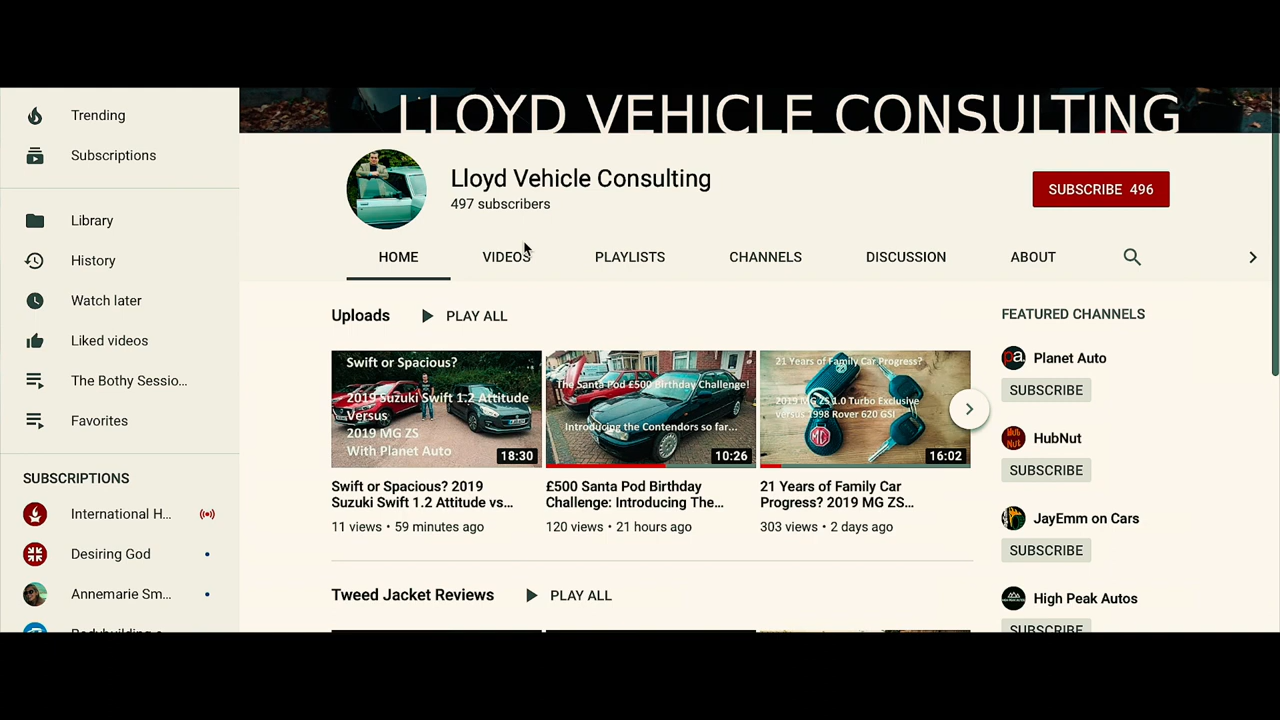 LLOYD VEHICLE CONSULTING
Trending
Subscriptions
Library
History
Watch later
Liked videos
The Bothy Sessio...
Favorites
SUBSCRIPTIONS
International H...
Desiring God
Annemarie Sm...
Lloyd Vehicle Consulting
497 subscribers
SUBSCRIBE 496
HOME
VIDEOS
PLAYLISTS
CHANNELS
DISCUSSION
ABOUT
Uploads
PLAY ALL
Swift or Spacious?
2019 Suzuki Swift 1.2 Attitude
Versus
2019 MG ZS
With Planet Auto
18:30
Swift or Spacious? 2019
Suzuki Swift 1.2 Attitude vs...
11 views • 59 minutes ago
The Santa Pod £500 Birthday Challenge!
Introducing the Contendors so far...
10:26
£500 Santa Pod Birthday
Challenge: Introducing The...
120 views • 21 hours ago
21 Years of Family Car Progress?
2019 MG ZS 1.0 Turbo Exclusive
versus 1998 Rover 620 GSI
16:02
21 Years of Family Car
Progress? 2019 MG ZS...
303 views • 2 days ago
Tweed Jacket Reviews
PLAY ALL
FEATURED CHANNELS
pa
Planet Auto
SUBSCRIBE
HubNut
SUBSCRIBE
JayEmm on Cars
SUBSCRIBE
High Peak Autos
SUBSCRIBE